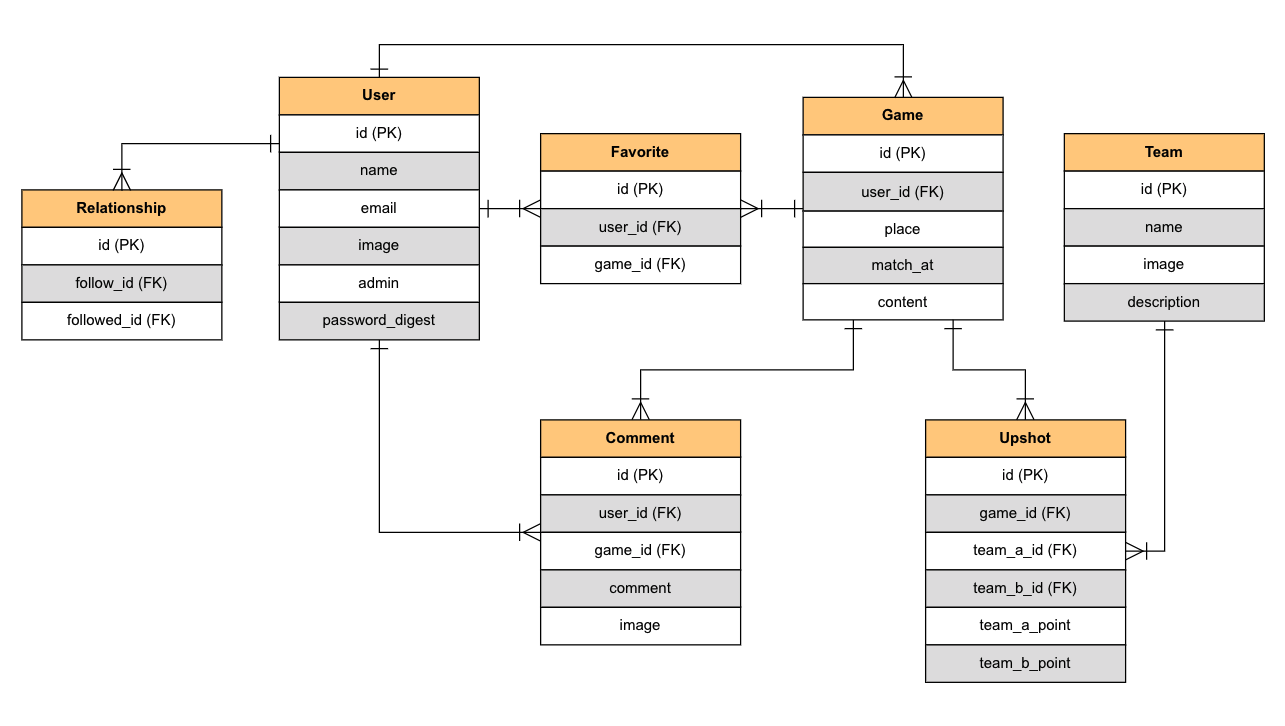 User
id (PK)
name
email
image
admin
password_digest
Relationship
id (PK)
follow_id (FK)
followed_id (FK)
Favorite
id (PK)
user_id (FK)
game_id (FK)
Game
id (PK)
user_id (FK)
place
match_at
content
Team
id (PK)
name
image
description
Comment
id (PK)
user_id (FK)
game_id (FK)
comment
image
Upshot
id (PK)
game_id (FK)
team_a_id (FK)
team_b_id (FK)
team_a_point
team_b_point